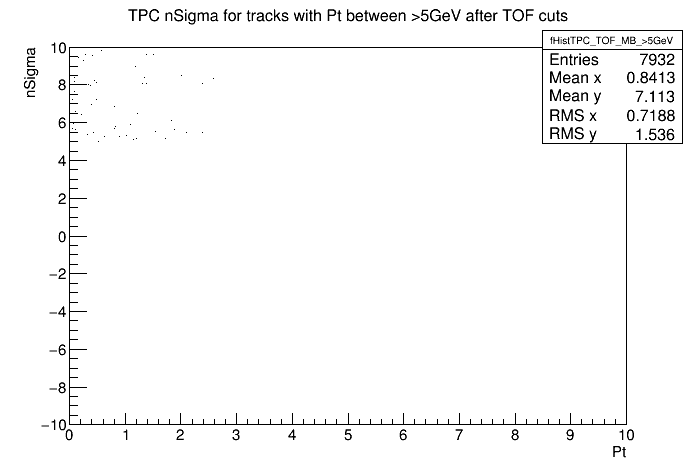 TPC nSigma for tracks with Pt between >5GeV after TOF cuts
fHistTPC_TOF_MB_>5GeV
Entries 7932
Mean x 0.8413
Mean y 7.113
RMS x 0.7188
RMS y 1.536
nSigma
10
8
6
4
2
0
−2
−4
−6
−8
−10
0 1 2 3 4 5 6 7 8 9 10
Pt